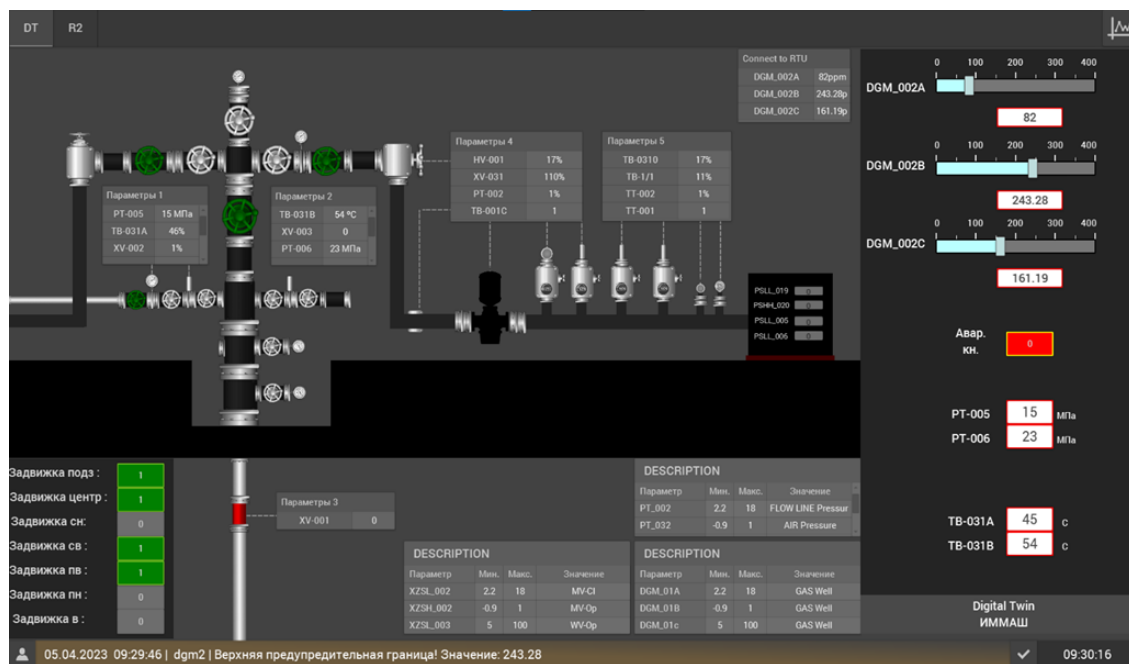 DT R2
Connect to RTU
DGM_002A 82ppm
DGM_002B 243.28p
DGM_002C 161.19p
0 100 200 300 400
DGM_002A
82
0 100 200 300 400
DGM_002B
243.28
0 100 200 300 400
DGM_002C
161.19
Параметры 4
HV-001 17%
XV-031 110%
PT-002 1%
TB-001C 1
Параметры 5
TB-0310 17%
TB-1/1 11%
TT-002 1%
TT-001 1
Параметры 1
PT-005 15 МПа
TB-031A 46%
XV-002 1%
Параметры 2
TB-031B 54 ºC
XV-003 0
PT-006 23 МПа
PSLL_019 0
PSHH_020 0
PSLL_005 0
PSLL_006 0
Авар.
кн.
0
PT-005 15 МПа
PT-006 23 МПа
TB-031A 45 c
TB-031B 54 c
Задвижка подз : 1
Задвижка центр : 1
Задвижка сн: 0
Задвижка св : 1
Задвижка пв : 1
Задвижка пн : 0
Задвижка в : 0
Параметры 3
XV-001 0
DESCRIPTION
Параметр Мин. Макс. Значение
PT_002 2.2 18 FLOW LINE Pressur
PT_032 -0.9 1 AIR Pressure
DESCRIPTION
Параметр Мин. Макс. Значение
XZSL_002 2.2 18 MV-Cl
XZSH_002 -0.9 1 MV-Op
XZSL_003 5 100 WV-Op
DESCRIPTION
Параметр Мин. Макс. Значение
DGM_01A 2.2 18 GAS Well
DGM_01B -0.9 1 GAS Well
DGM_01c 5 100 GAS Well
Digital Twin
ИММАШ
05.04.2023 09:29:46 | dgm2 | Верхняя предупредительная граница! Значение: 243.28
09:30:16